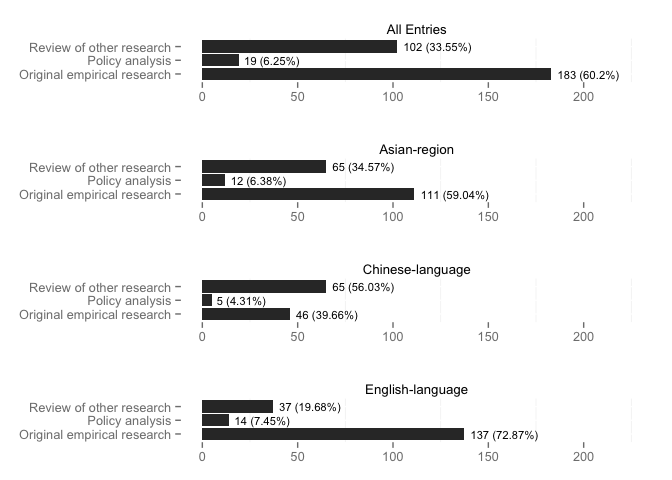 All Entries
Review of other research 102 (33.55%)
Policy analysis 19 (6.25%)
Original empirical research 183 (60.2%)
0 50 100 150 200
Asian-region
Review of other research 65 (34.57%)
Policy analysis 12 (6.38%)
Original empirical research 111 (59.04%)
0 50 100 150 200
Chinese-language
Review of other research 65 (56.03%)
Policy analysis 5 (4.31%)
Original empirical research 46 (39.66%)
0 50 100 150 200
English-language
Review of other research 37 (19.68%)
Policy analysis 14 (7.45%)
Original empirical research 137 (72.87%)
0 50 100 150 200